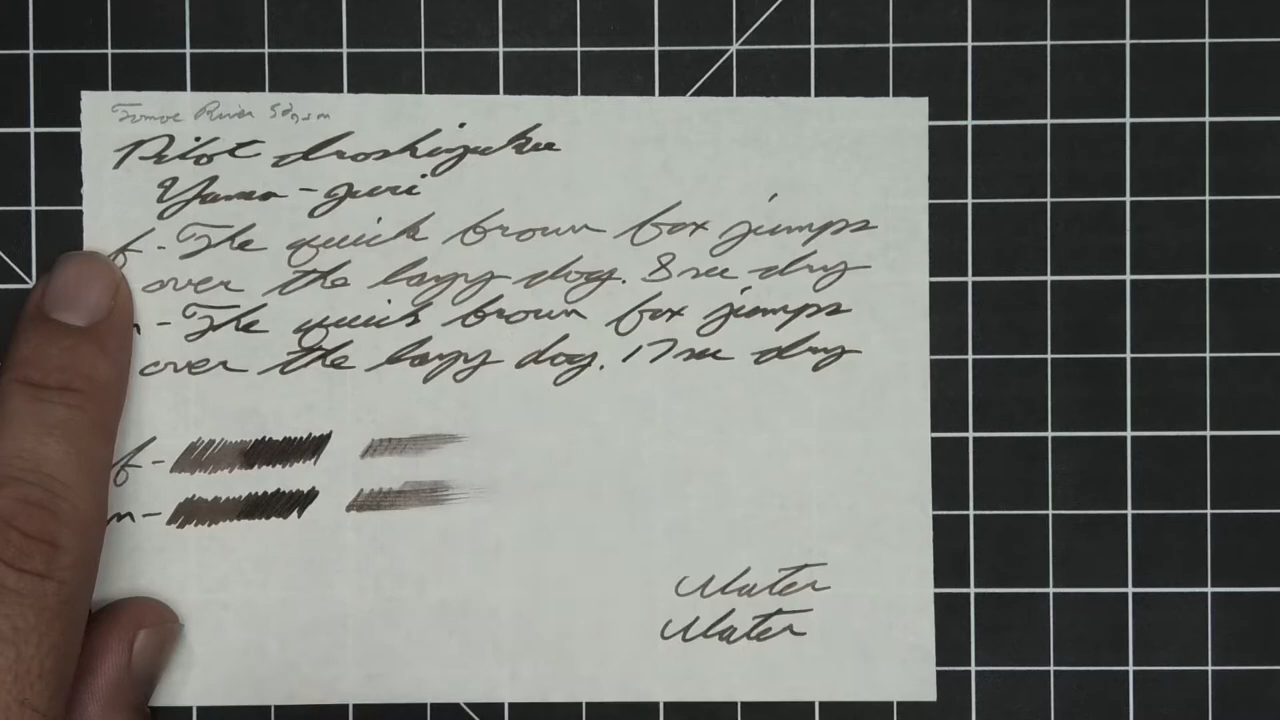 Tomoe River 52gsm
Pilot Iroshizuku
Yama-guri
f - The quick brown fox jumps
over the lazy dog. 8 sec dry
m - The quick brown fox jumps
over the lazy dog. 17 sec dry
f -
m -
Water
Water